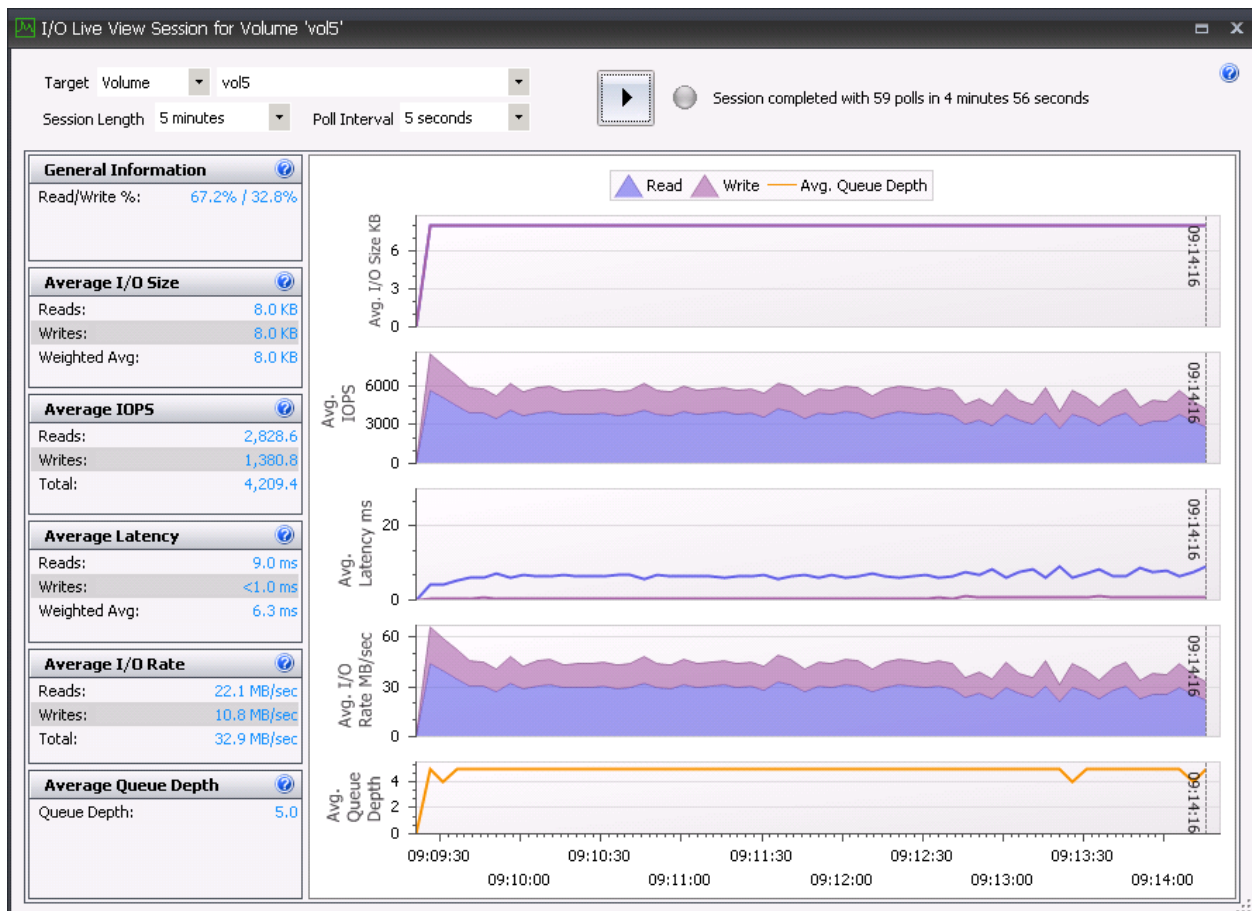 I/O Live View Session for Volume 'vol5'
Target Volume vol5
Session Length 5 minutes Poll Interval 5 seconds
Session completed with 59 polls in 4 minutes 56 seconds
General Information
Read/Write %: 67.2% / 32.8%
Average I/O Size
Reads: 8.0 KB
Writes: 8.0 KB
Weighted Avg: 8.0 KB
Average IOPS
Reads: 2,828.6
Writes: 1,380.8
Total: 4,209.4
Average Latency
Reads: 9.0 ms
Writes: <1.0 ms
Weighted Avg: 6.3 ms
Average I/O Rate
Reads: 22.1 MB/sec
Writes: 10.8 MB/sec
Total: 32.9 MB/sec
Average Queue Depth
Queue Depth: 5.0
Read Write Avg. Queue Depth
Avg. I/O Size KB
6
3
0
09:14:16
Avg.
IOPS
6000
3000
0
09:14:16
Avg.
Latency ms
20
0
09:14:16
Avg. I/O
Rate MB/sec
60
30
0
09:14:16
Avg.
Queue
Depth
4
2
0
09:14:16
09:09:30 09:10:30 09:11:30 09:12:30 09:13:30
09:10:00 09:11:00 09:12:00 09:13:00 09:14:00